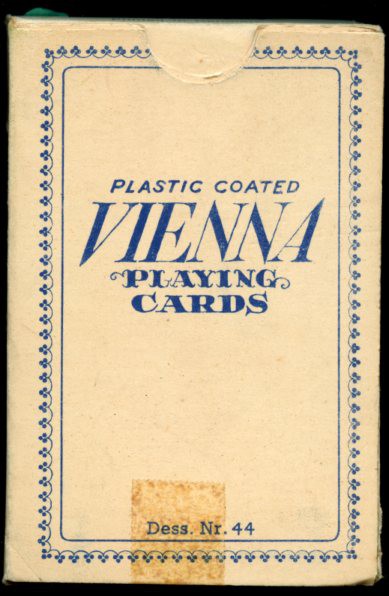 PLASTIC COATED
VIENNA
PLAYING
CARDS
Dess. Nr. 44